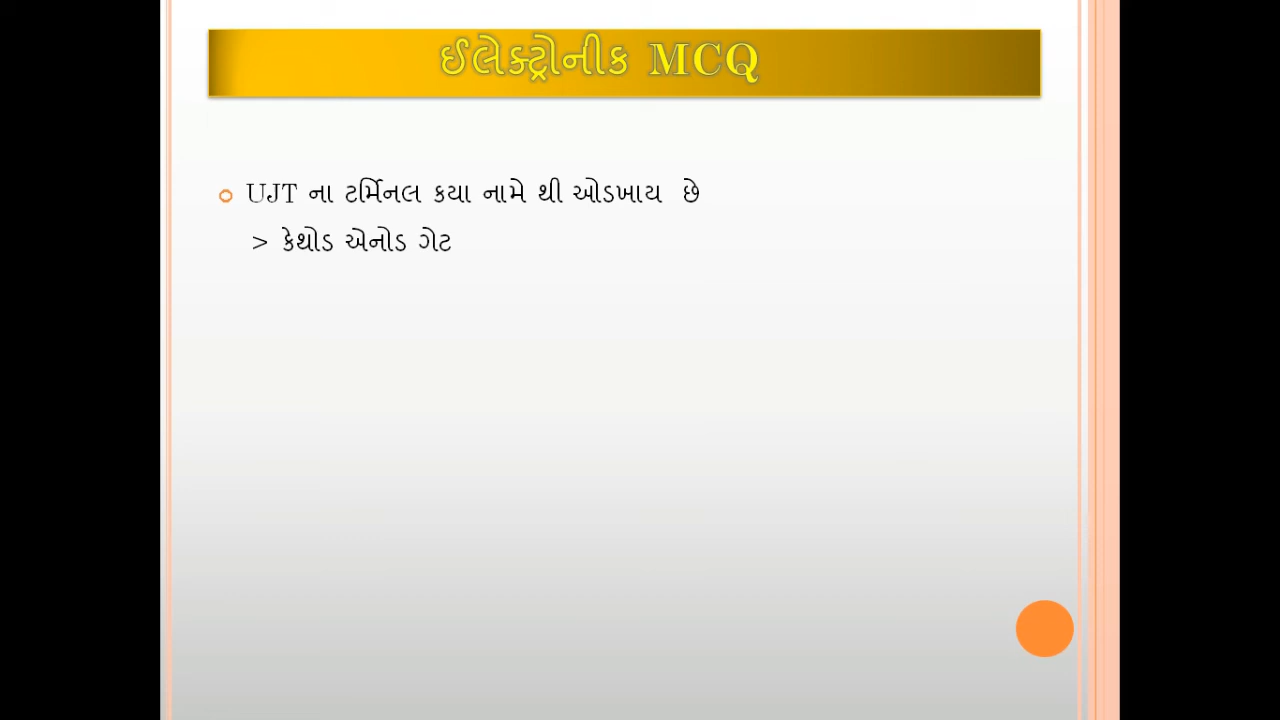 ઈલેક્ટ્રોનીક MCQ
UJT ના ટર્મિનલ કયા નામે થી ઓડખાય છે
> કેથોડ એનોડ ગેટ